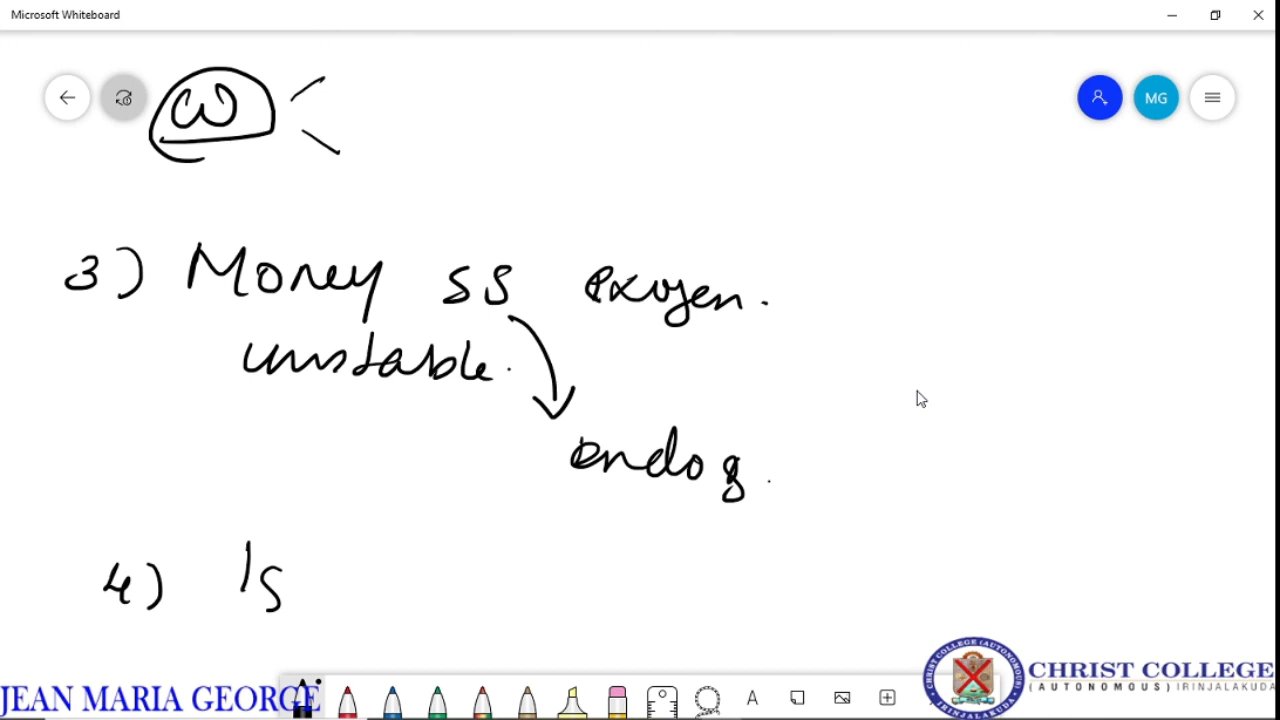 Microsoft Whiteboard
W
MG
3) Money SS exogen.
unstable.
endog.
4) IS
A
JEAN MARIA GEORGE
CHRIST COLLEGE
(AUTONOMOUS) IRINJALAKUDA